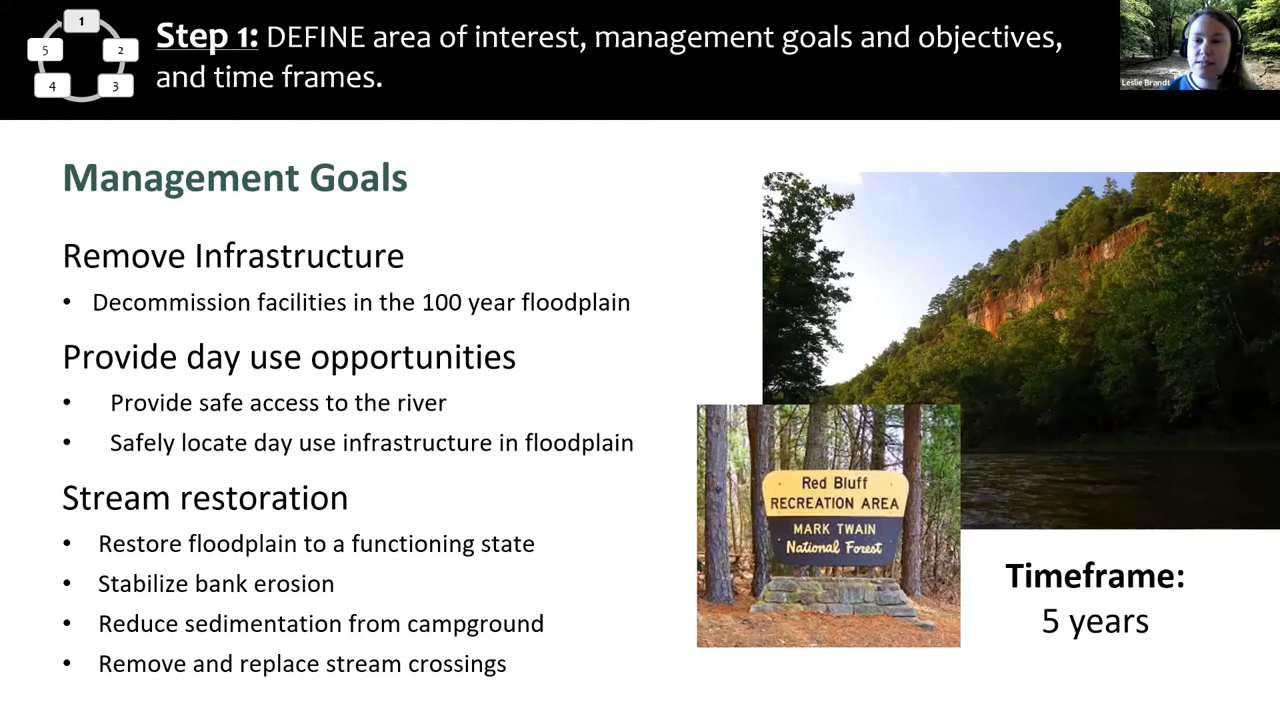 1
2
3
4
5
Step 1: DEFINE area of interest, management goals and objectives,
and time frames.
Leslie Brandt
Management Goals
Remove Infrastructure
• Decommission facilities in the 100 year floodplain
Provide day use opportunities
• Provide safe access to the river
• Safely locate day use infrastructure in floodplain
Stream restoration
• Restore floodplain to a functioning state
• Stabilize bank erosion
• Reduce sedimentation from campground
• Remove and replace stream crossings
Red Bluff
RECREATION AREA
MARK TWAIN
National Forest
Timeframe:
5 years